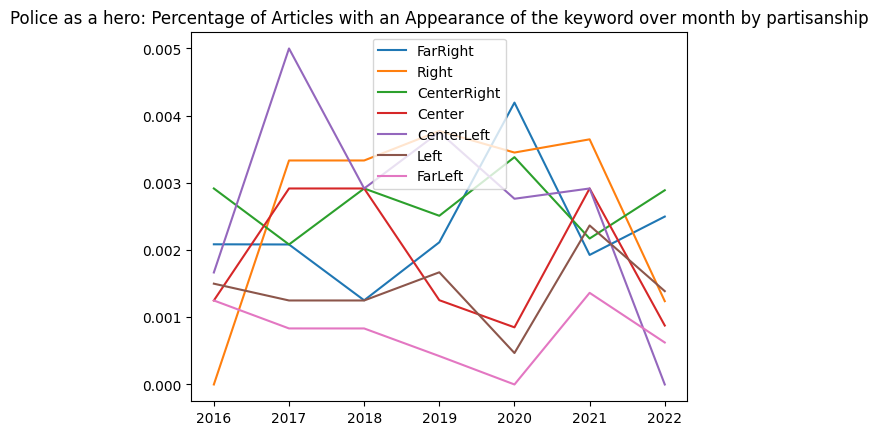 Police as a hero: Percentage of Articles with an Appearance of the keyword over month by partisanship
0.005
0.004
0.003
0.002
0.001
0.000
FarRight
Right
CenterRight
Center
CenterLeft
Left
FarLeft
2016 2017 2018 2019 2020 2021 2022